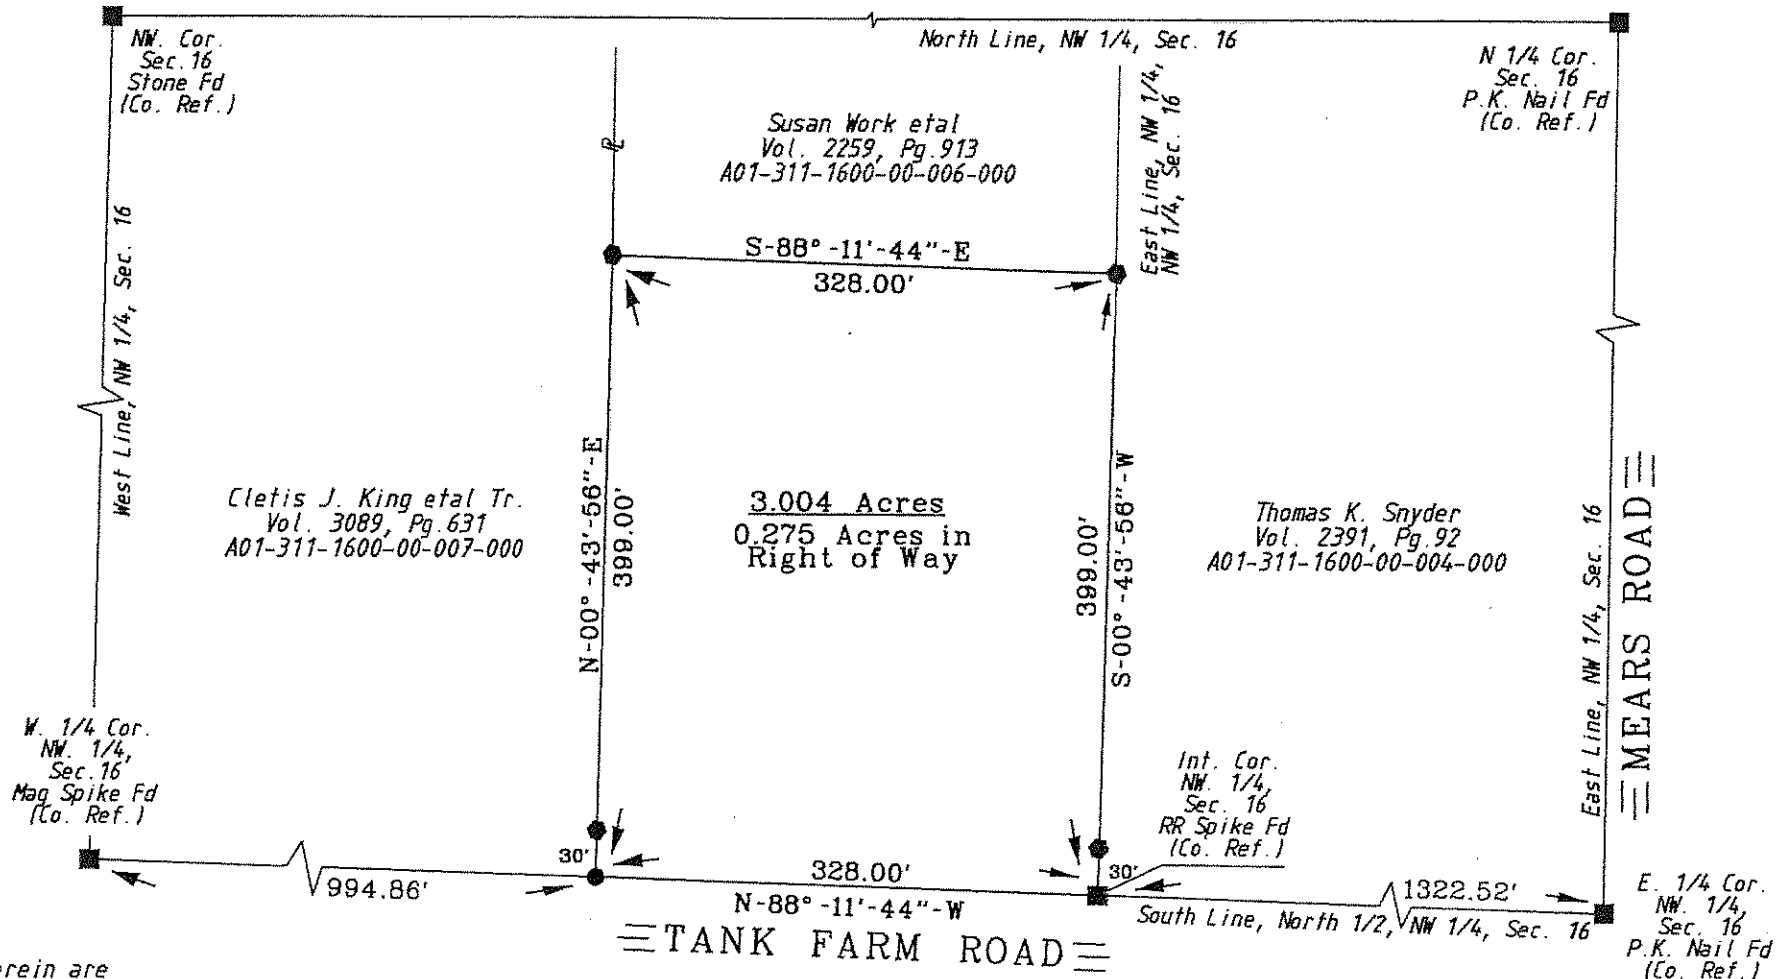 NW. Cor.
Sec. 16
Stone Fd
(Co. Ref.)
North Line, NW 1/4, Sec. 16
N 1/4 Cor.
Sec. 16
P.K. Nail Fd
(Co. Ref.)
Susan Work etal
Vol. 2259, Pg.913
A01-311-1600-00-006-000
East Line, NW 1/4,
NW 1/4, Sec. 16
West Line, NW 1/4, Sec. 16
S-88°-11'-44"-E
328.00'
Cletis J. King etal Tr.
Vol. 3089, Pg.631
A01-311-1600-00-007-000
N-00°-43'-56"-E
399.00'
3.004 Acres
0.275 Acres in
Right of Way
399.00'
S-00°-43'-56"-W
Thomas K. Snyder
Vol. 2391, Pg.92
A01-311-1600-00-004-000
East Line, NW 1/4, Sec. 16
MEARS ROAD
W. 1/4 Cor.
NW. 1/4,
Sec.16
Mag Spike Fd
(Co. Ref.)
Int. Cor.
NW. 1/4,
Sec. 16
RR Spike Fd
(Co. Ref.)
30'
30'
994.86'
328.00'
N-88°-11'-44"-W
1322.52'
South Line, North 1/2, NW 1/4, Sec. 16
TANK FARM ROAD
E. 1/4 Cor.
NW. 1/4,
Sec. 16
P.K. Nail Fd
(Co. Ref.)
erein are